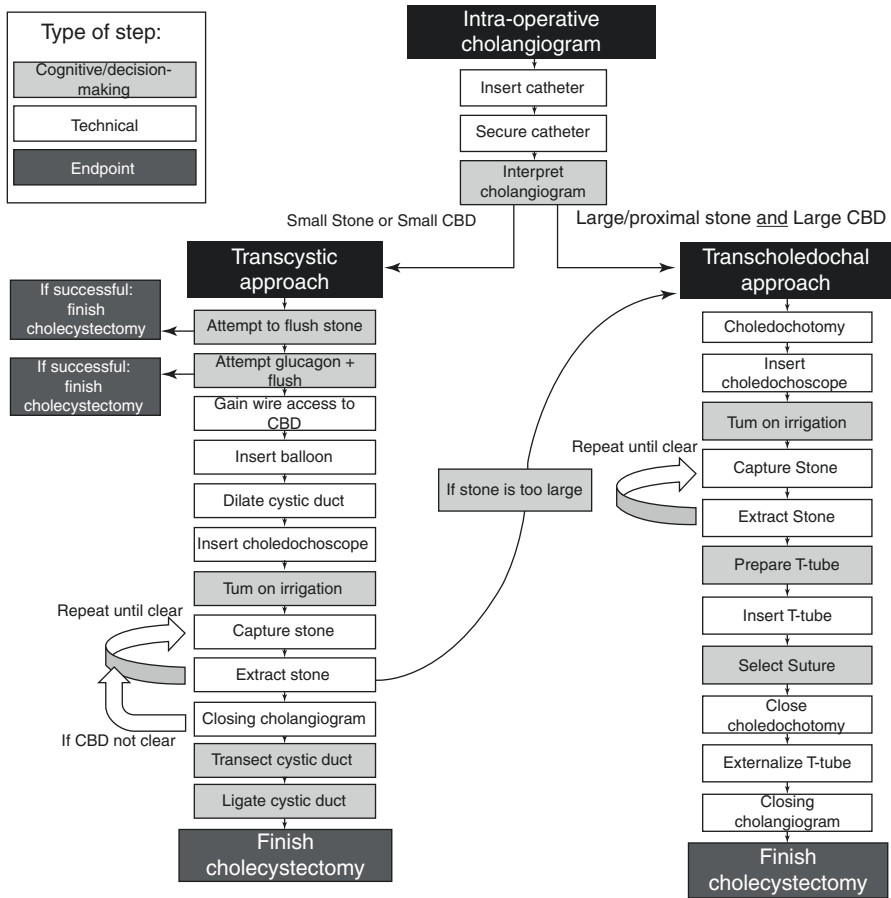 Type of step:
Cognitive/decision-
making
Technical
Endpoint
Intra-operative
cholangiogram
Insert catheter
Secure catheter
Interpret
cholangiogram
Small Stone or Small CBD
Large/proximal stone and Large CBD
Transcystic
approach
If successful:
finish
cholecystectomy
Attempt to flush stone
If successful:
finish
cholecystectomy
Attempt glucagon +
flush
Gain wire access to
CBD
Insert balloon
Dilate cystic duct
Insert choledochoscope
Tum on irrigation
Repeat until clear
Capture stone
Extract stone
Closing cholangiogram
If CBD not clear
Transect cystic duct
Ligate cystic duct
Finish
cholecystectomy
If stone is too large
Transcholedochal
approach
Choledochotomy
Insert
choledochoscope
Tum on irrigation
Repeat until clear
Capture Stone
Extract Stone
Prepare T-tube
Insert T-tube
Select Suture
Close
choledochotomy
Externalize T-tube
Closing
cholangiogram
Finish
cholecystectomy